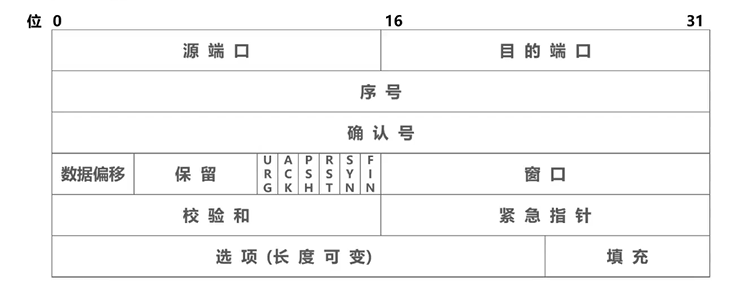 位 0 16 31
源端口 目的端口
序号
确认号
数据偏移 保留 URG ACK PSH RST SYN FIN 窗口
校验和 紧急指针
选项(长度可变) 填充